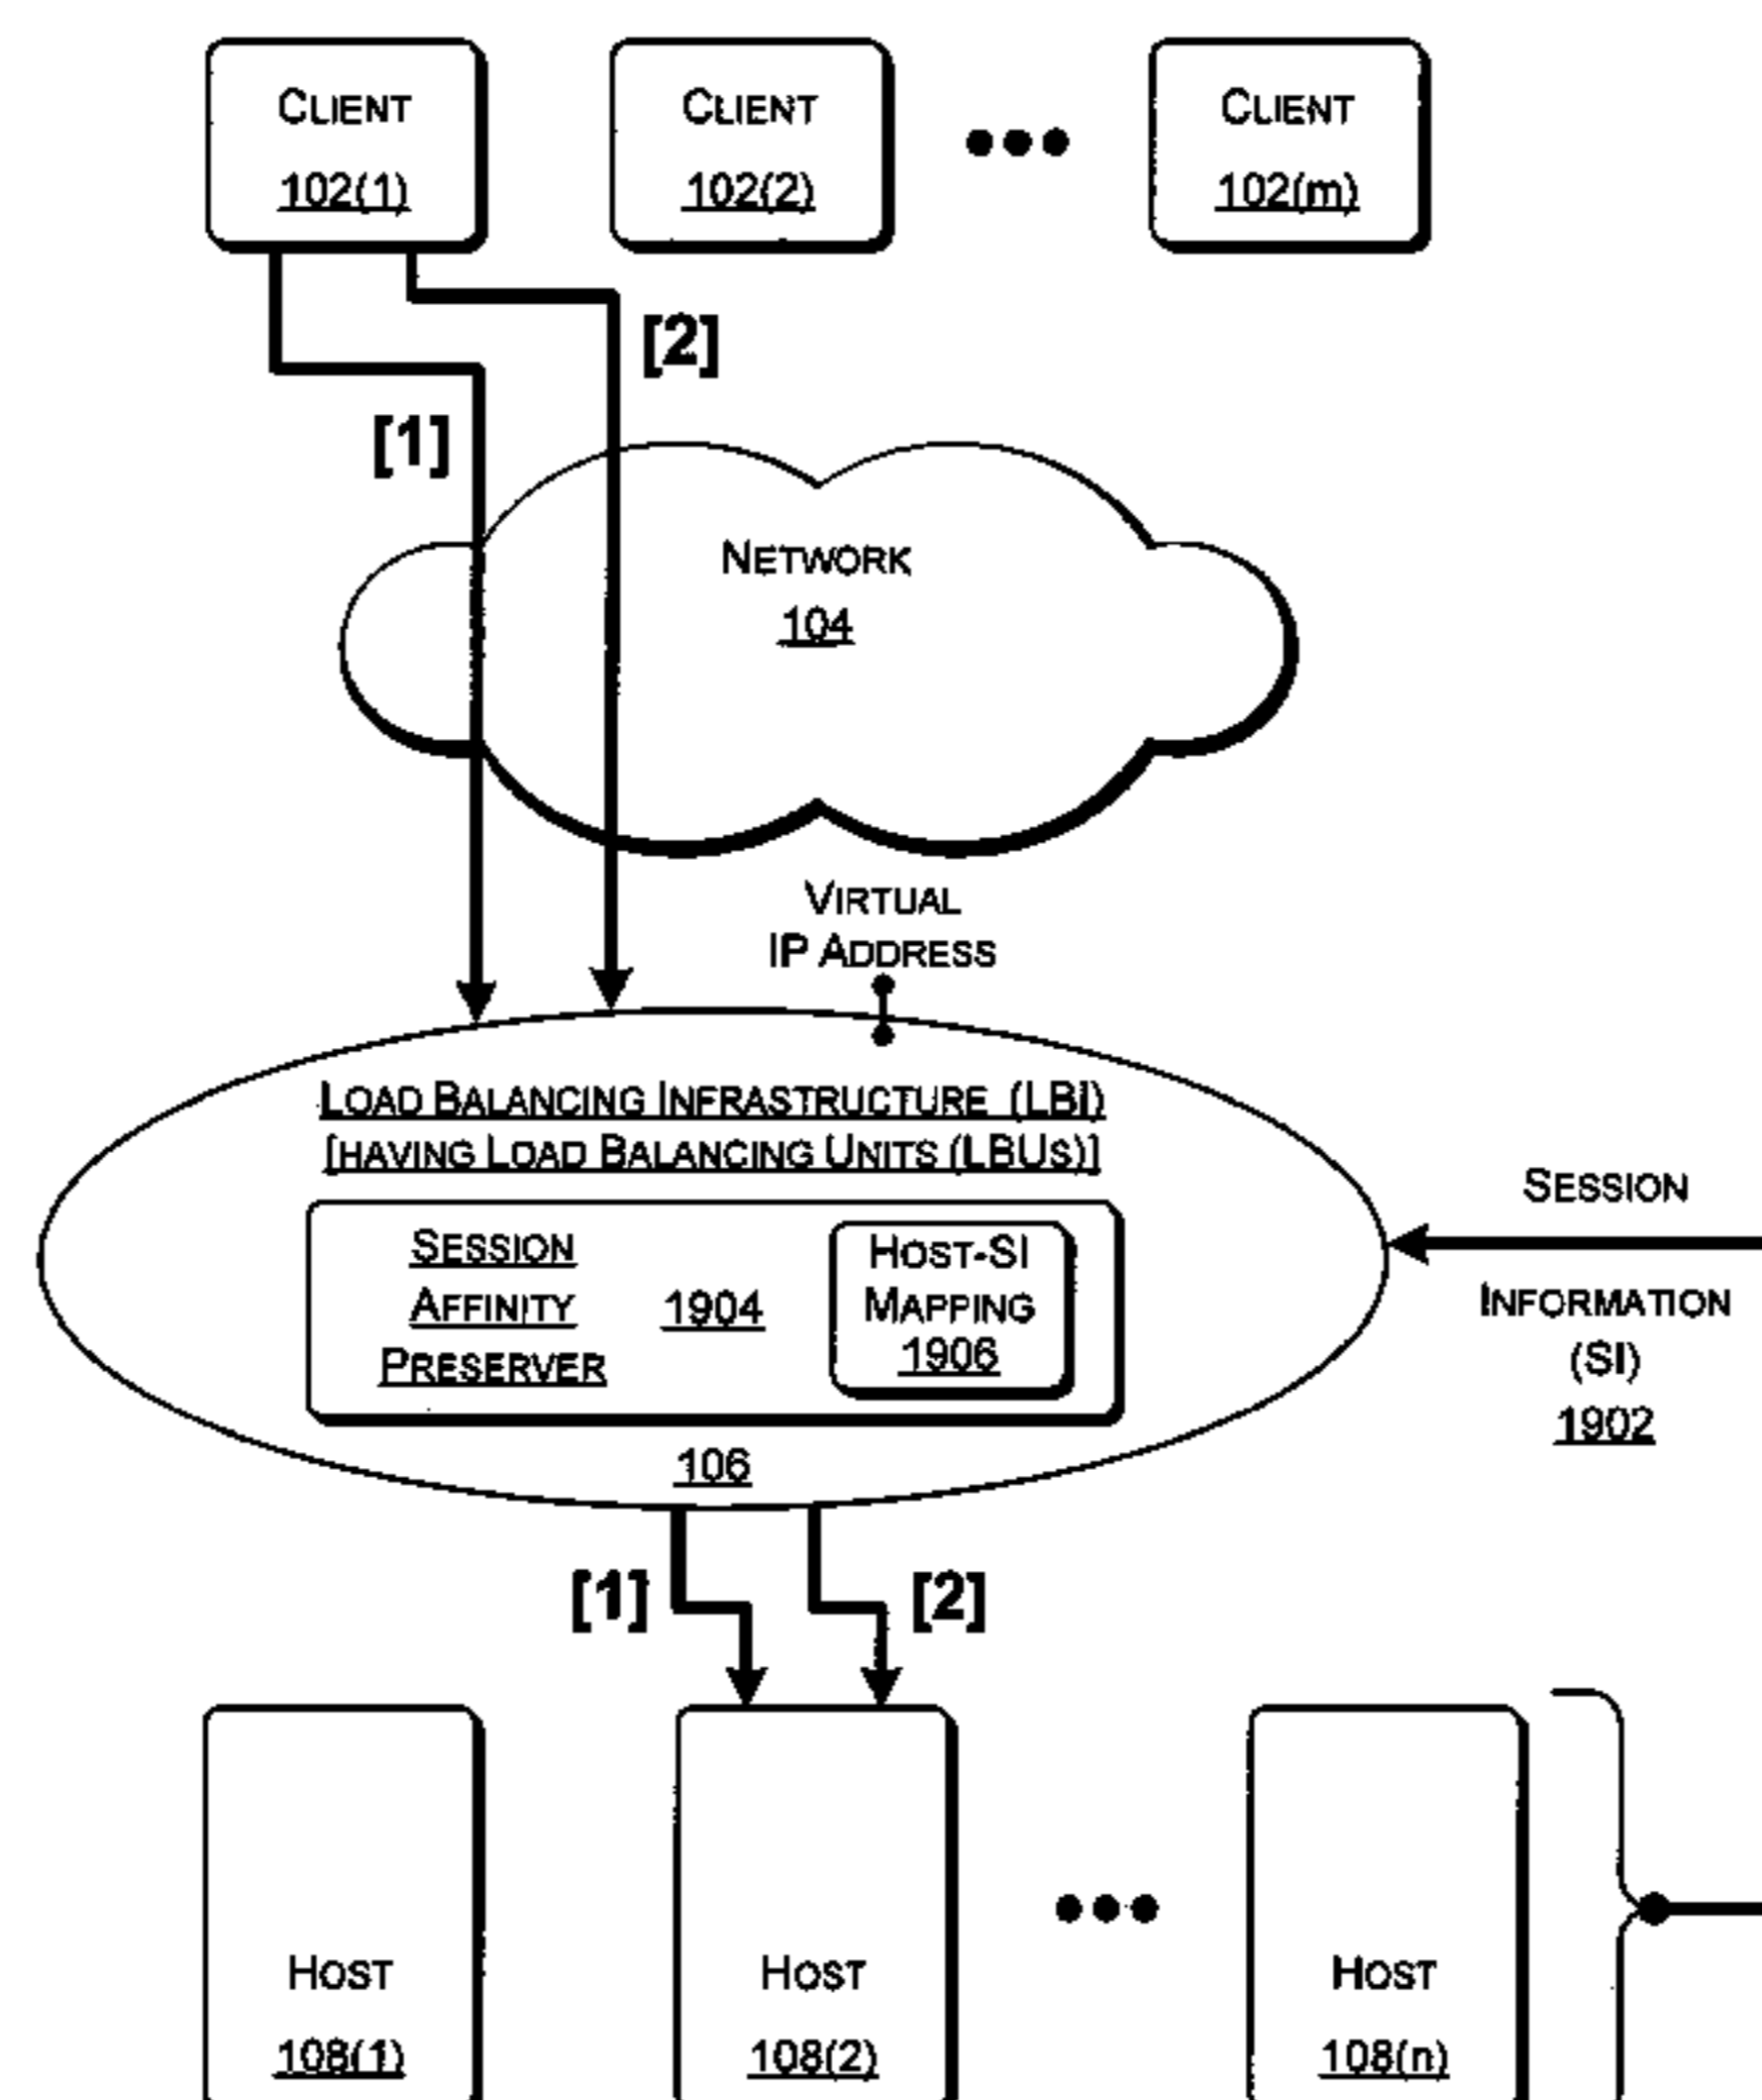 CLIENT
102(1)
CLIENT
102(2)
CLIENT
102(m)
[2]
[1]
NETWORK
104
VIRTUAL
IP ADDRESS
LOAD BALANCING INFRASTRUCTURE (LBI)
[HAVING LOAD BALANCING UNITS (LBUS)]
SESSION
AFFINITY
PRESERVER
1904
HOST-SI
MAPPING
1906
106
SESSION
INFORMATION
(SI)
1902
[1]
[2]
HOST
108(1)
HOST
108(2)
HOST
108(n)